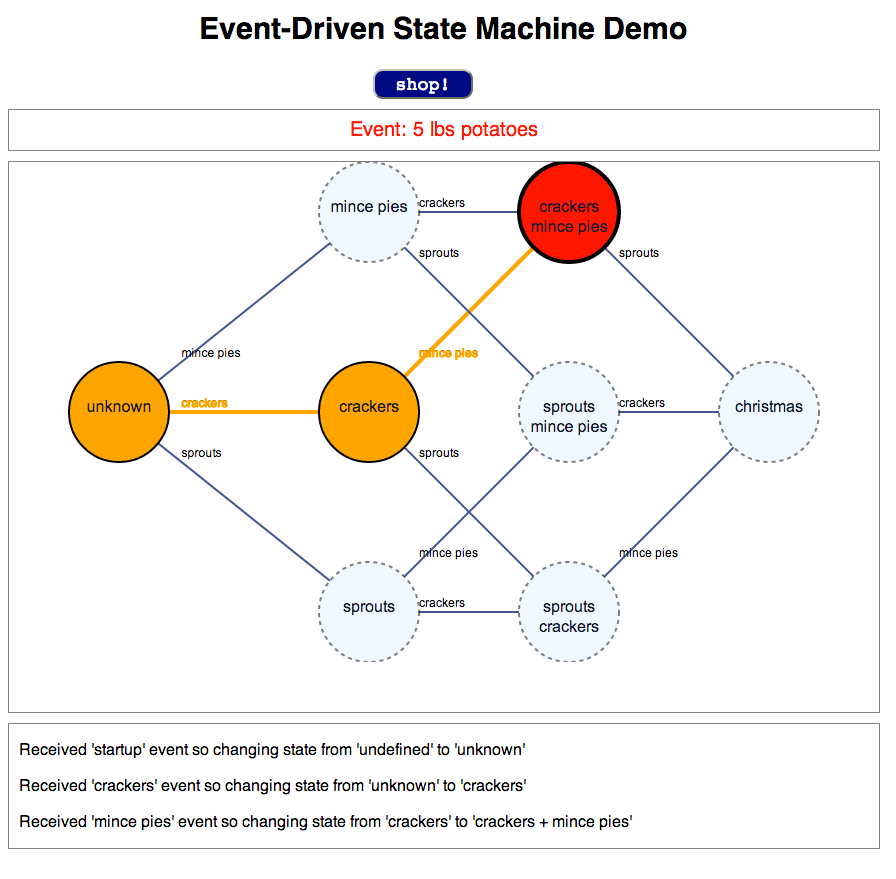 Event-Driven State Machine Demo
shop!
Event: 5 lbs potatoes
mince pies
crackers
crackers
mince pies
sprouts
sprouts
mince pies
mince pies
unknown
crackers
crackers
sprouts
mince pies
crackers
christmas
sprouts
sprouts
mince pies
mince pies
sprouts
crackers
sprouts
crackers
Received 'startup' event so changing state from 'undefined' to 'unknown'
Received 'crackers' event so changing state from 'unknown' to 'crackers'
Received 'mince pies' event so changing state from 'crackers' to 'crackers + mince pies'